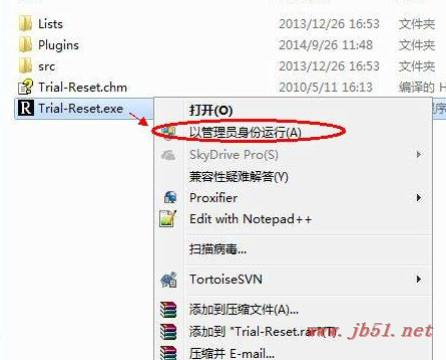 Lists 2013/12/26 16:53 文件夹
Plugins 2014/9/26 11:48 文件夹
src 2013/12/26 16:53 文件夹
Trial-Reset.chm 2010/5/11 16:13 编译的 H
Trial-Reset.exe
打开(O)
以管理员身份运行(A)
SkyDrive Pro(S)
兼容性疑难解答(Y)
Proxifier
Edit with Notepad++
扫描病毒...
TortoiseSVN
添加到压缩文件(A)...
添加到 "Trial-Reset.rar"(T)
www.jb51.net
压缩并 E-mail...